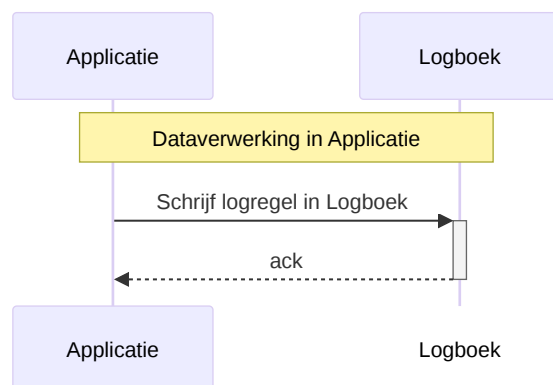 Applicatie
Logboek
Dataverwerking in Applicatie
Schrijf logregel in Logboek
ack
Applicatie
Logboek